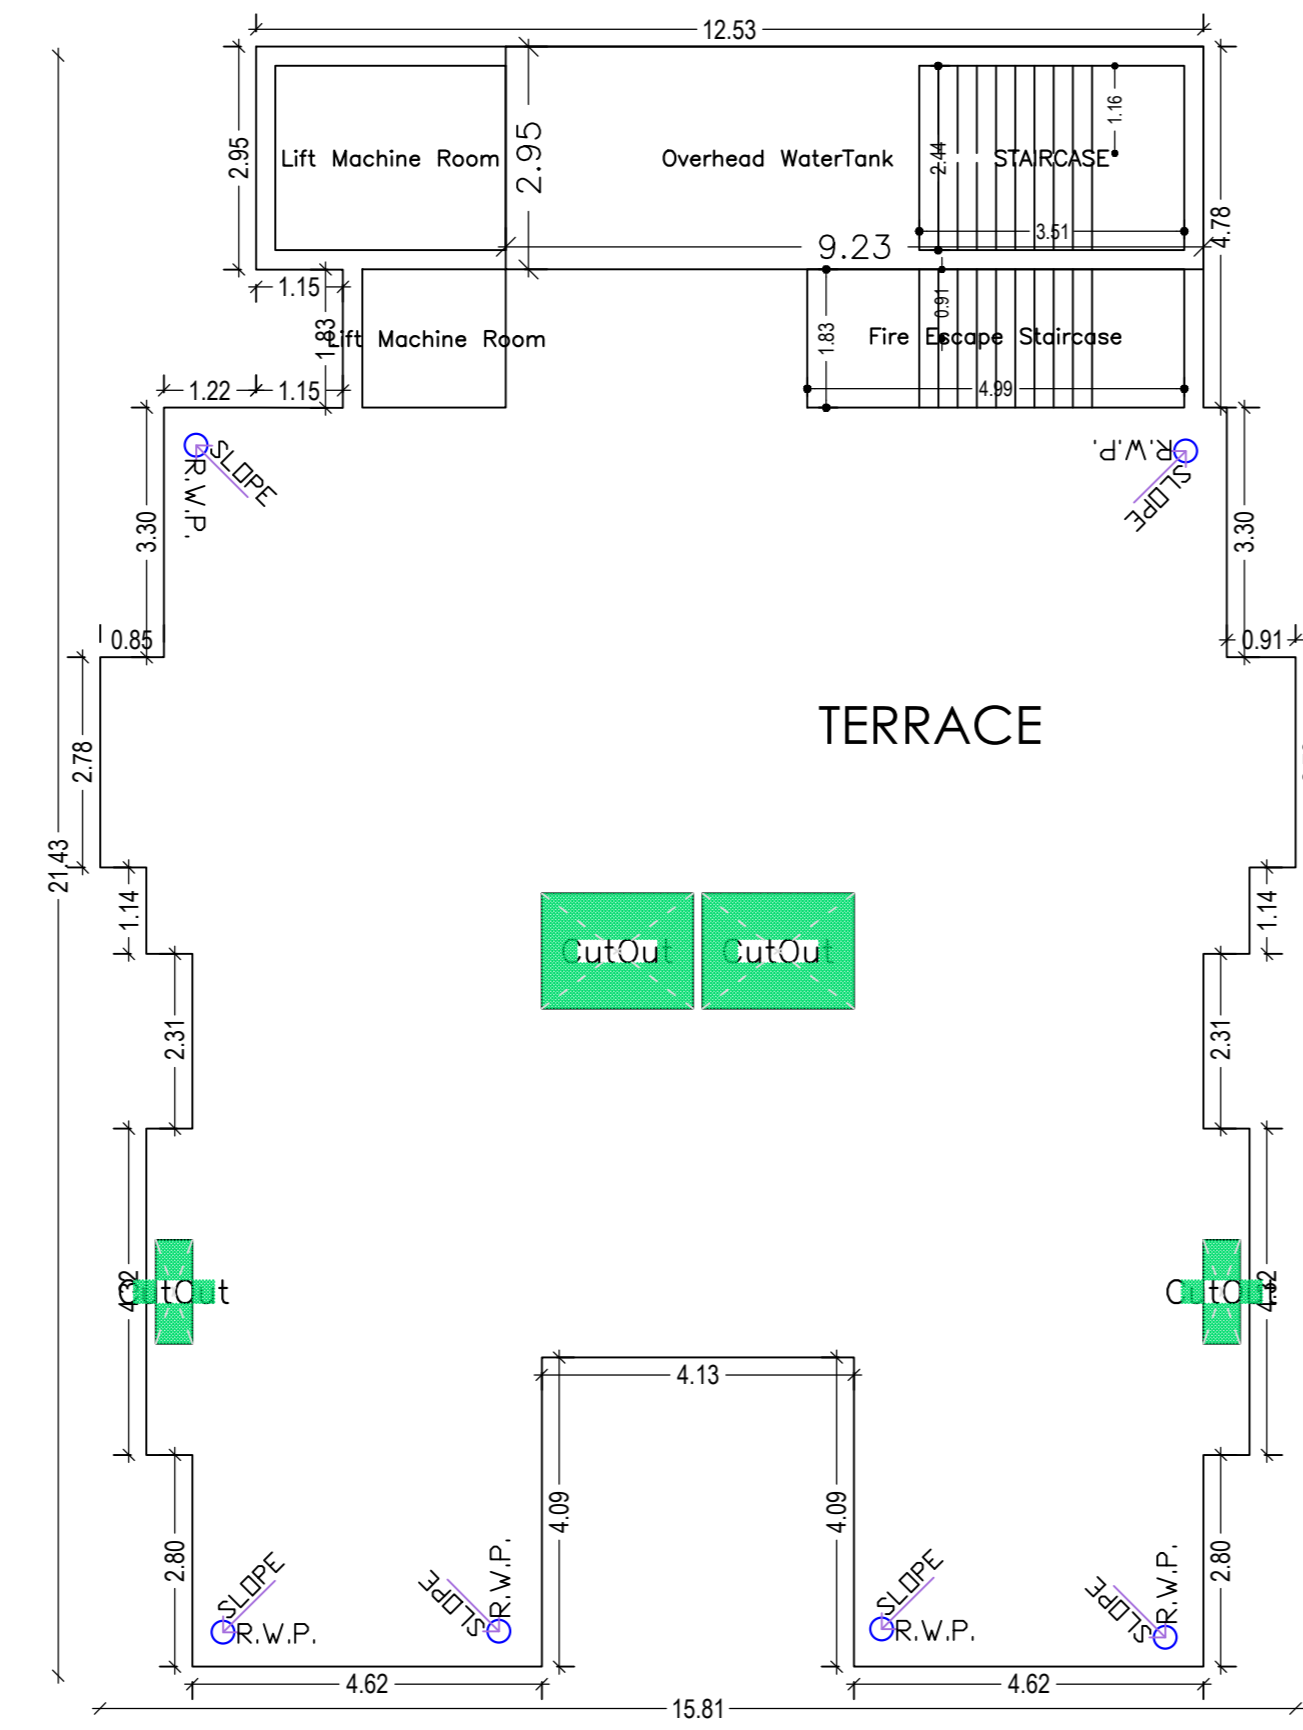 12.53
2.95
2.95
Lift Machine Room
Overhead WaterTank
2.44
STAIRCASE
1.16
3.51
9.23
4.78
1.15
1.83
Lift Machine Room
1.83
0.91
Fire Escape Staircase
4.99
1.22
1.15
SLOPE
R.W.P.
R.W.P.
SLOPE
3.30
3.30
0.85
0.91
TERRACE
2.78
21.43
1.14
1.14
CutOut
CutOut
2.31
2.31
4.32
CutOut
CutOut
4.32
4.13
4.09
4.09
2.80
2.80
SLOPE
R.W.P.
SLOPE
R.W.P.
SLOPE
R.W.P.
SLOPE
R.W.P.
4.62
4.62
15.81